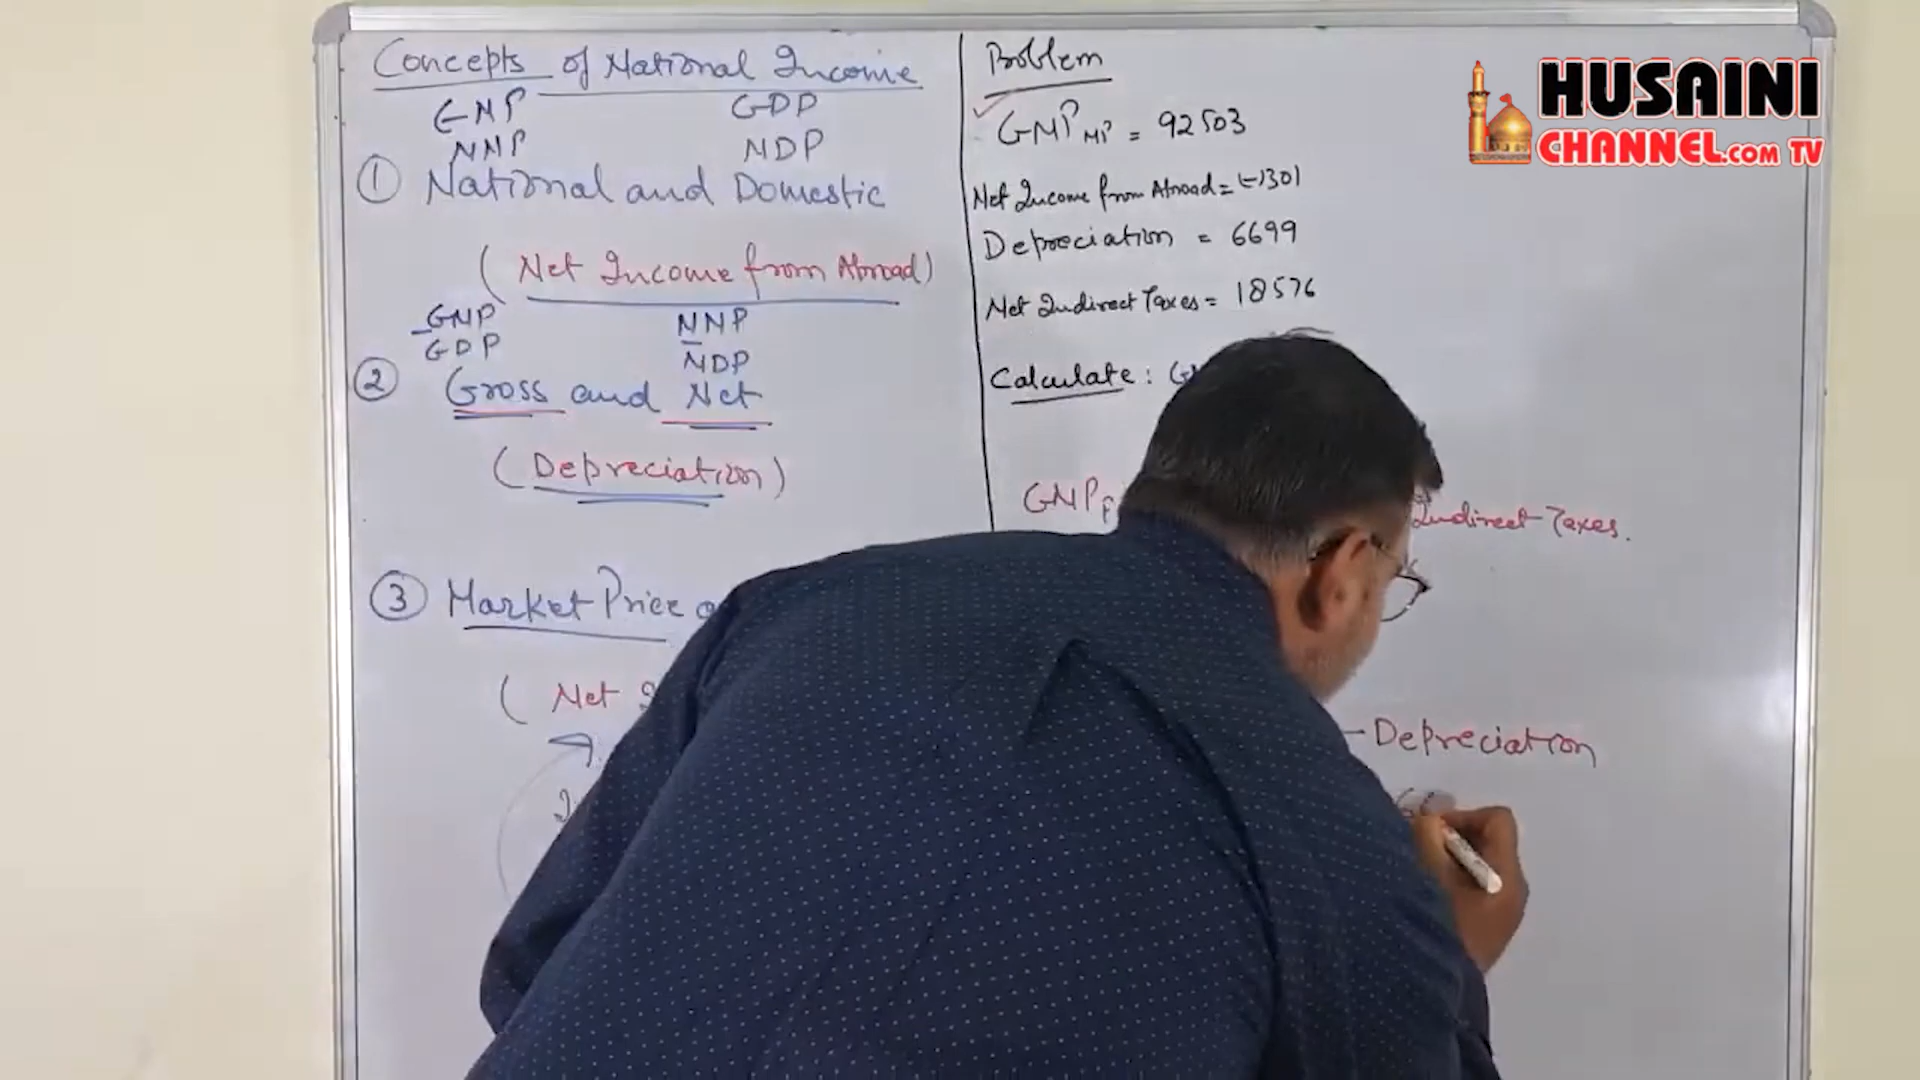 Concepts of National Income
GNP GDP
NNP NDP
① National and Domestic
(Net Income from Abroad)
GNP NNP
GDP NDP
② Gross and Net
(Depreciation)
③ Market Price
(Net
Problem
GNP MP = 92503
Net Income from Abroad = (-)301
Depreciation = 6699
Net Indirect Taxes = 18576
Calculate :
GNP
Indirect Taxes.
- Depreciation
HUSAINI
CHANNEL.COM TV